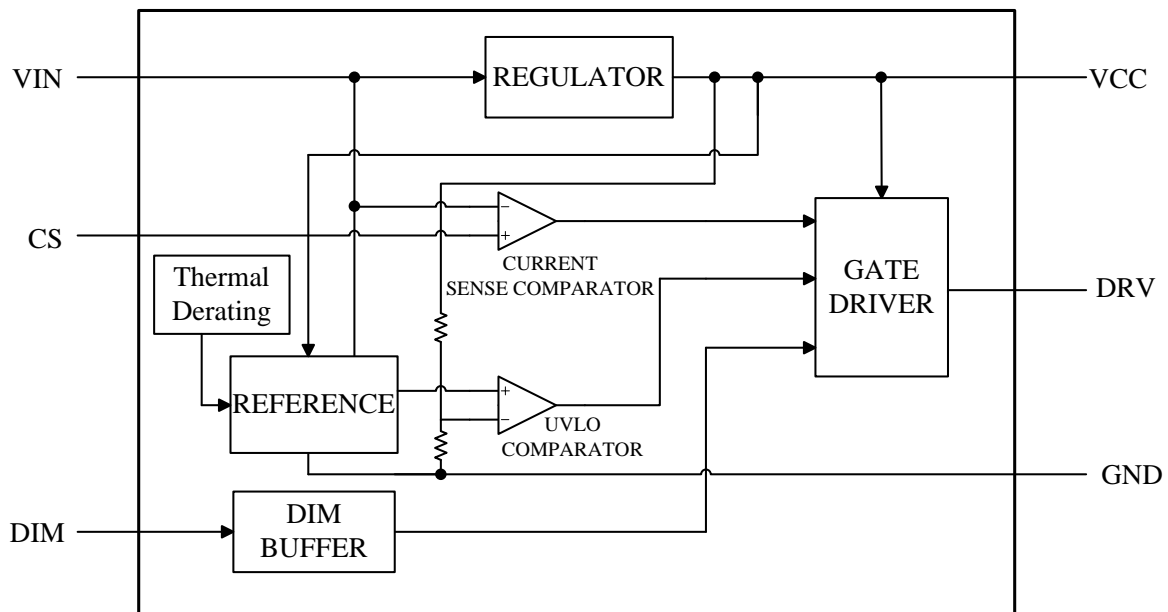 VIN
REGULATOR
VCC
−
+
CS
CURRENT
SENSE COMPARATOR
Thermal
Derating
GATE
DRIVER
DRV
REFERENCE
+
−
UVLO
COMPARATOR
GND
DIM
DIM
BUFFER